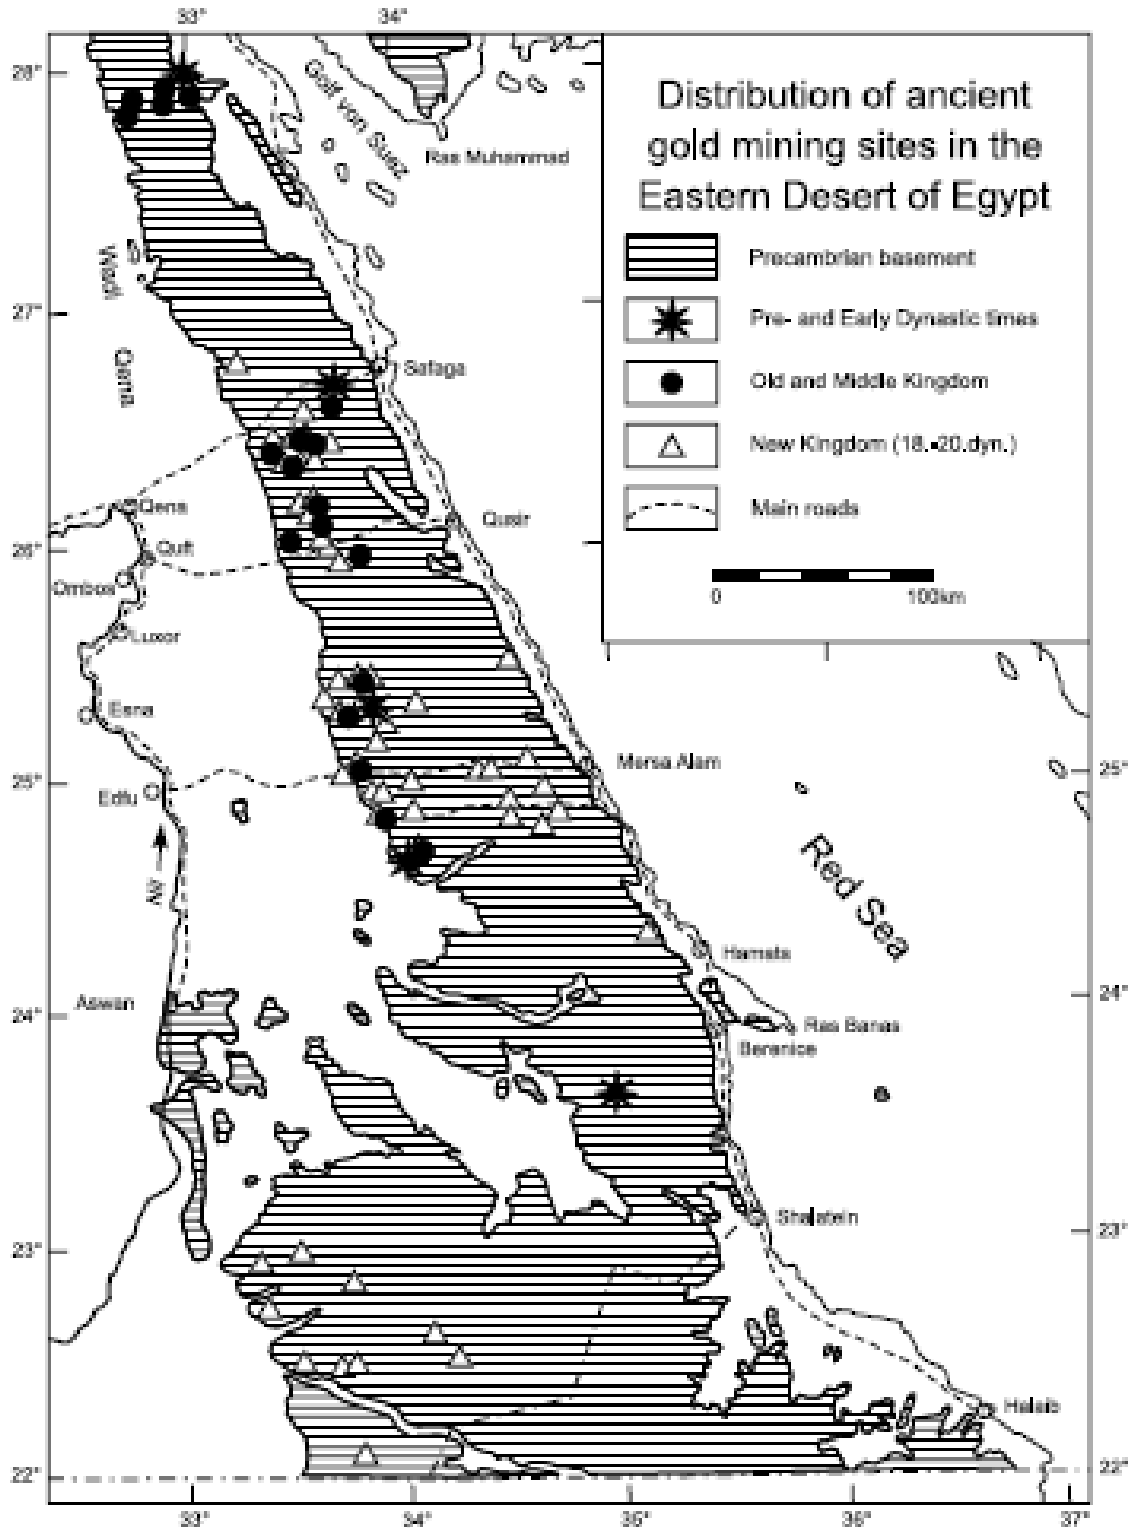 33° 34°
28°
Golf von Suez
Ras Muhammad
Distribution of ancient
gold mining sites in the
Eastern Desert of Egypt
Precambrian basement
Pre- and Early Dynastic times
Old and Middle Kingdom
New Kingdom (18.-20.dyn.)
Main roads
0 100km
Wadi
Qena
27°
Safaga
Qena
Qusir
26°
Quft
Ombos
Luxor
Esna
Mersa Alam
25° 25°
Edfu
Nil
Red Sea
Hamata
Aswan
24° 24°
Ras Banas
Berenice
Shalatein
23° 23°
Halaib
22° 22°
33° 34° 35° 36° 37°